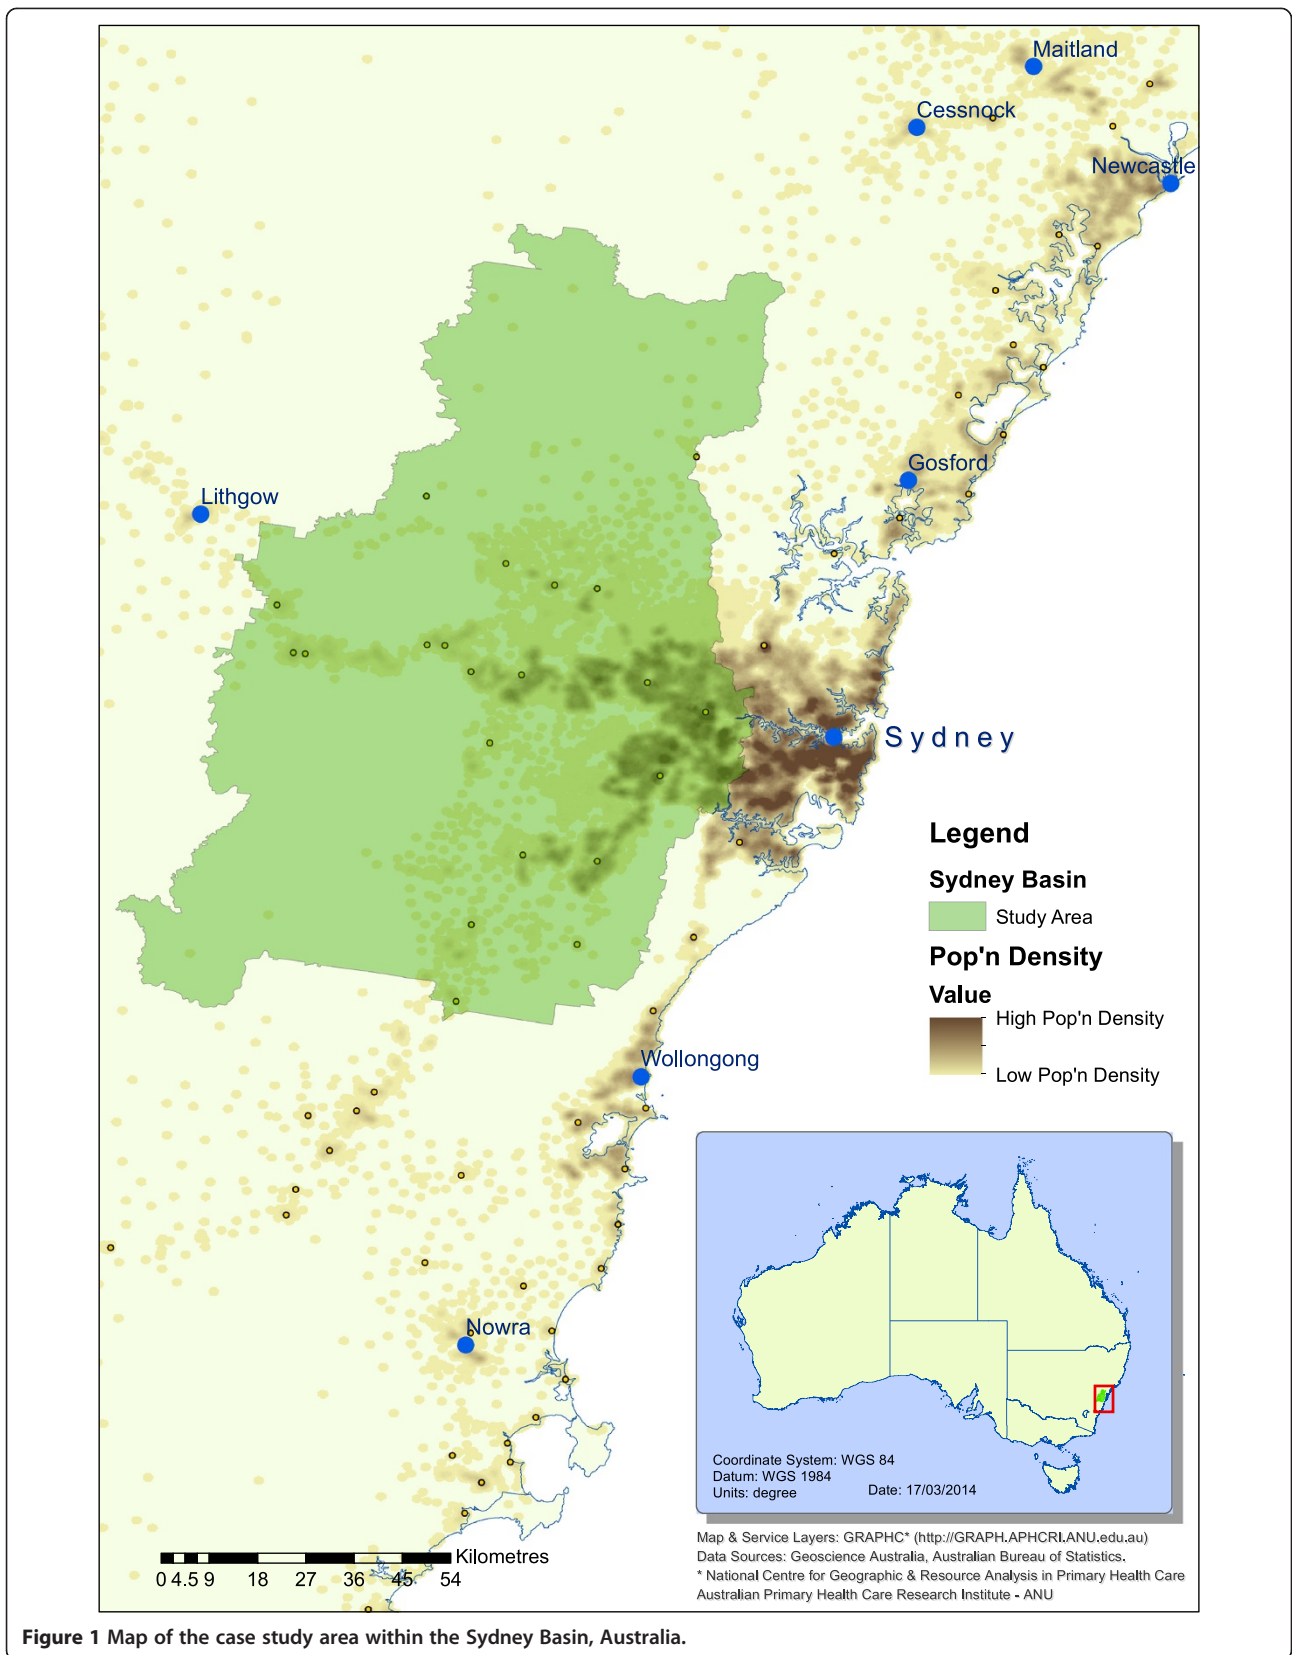 Maitland
Cessnock
Newcastle
Gosford
Lithgow
Sydney
Legend
Sydney Basin
Study Area
Pop'n Density
Value
High Pop'n Density
Low Pop'n Density
Wollongong
Nowra
Coordinate System: WGS 84
Datum: WGS 1984
Units: degree Date: 17/03/2014
Kilometres
0 4.5 9 18 27 36 45 54
Map & Service Layers: GRAPHC* (http://GRAPH.APHCRI.ANU.edu.au)
Data Sources: Geoscience Australia, Australian Bureau of Statistics.
* National Centre for Geographic & Resource Analysis in Primary Health Care
Australian Primary Health Care Research Institute - ANU
Figure 1 Map of the case study area within the Sydney Basin, Australia.